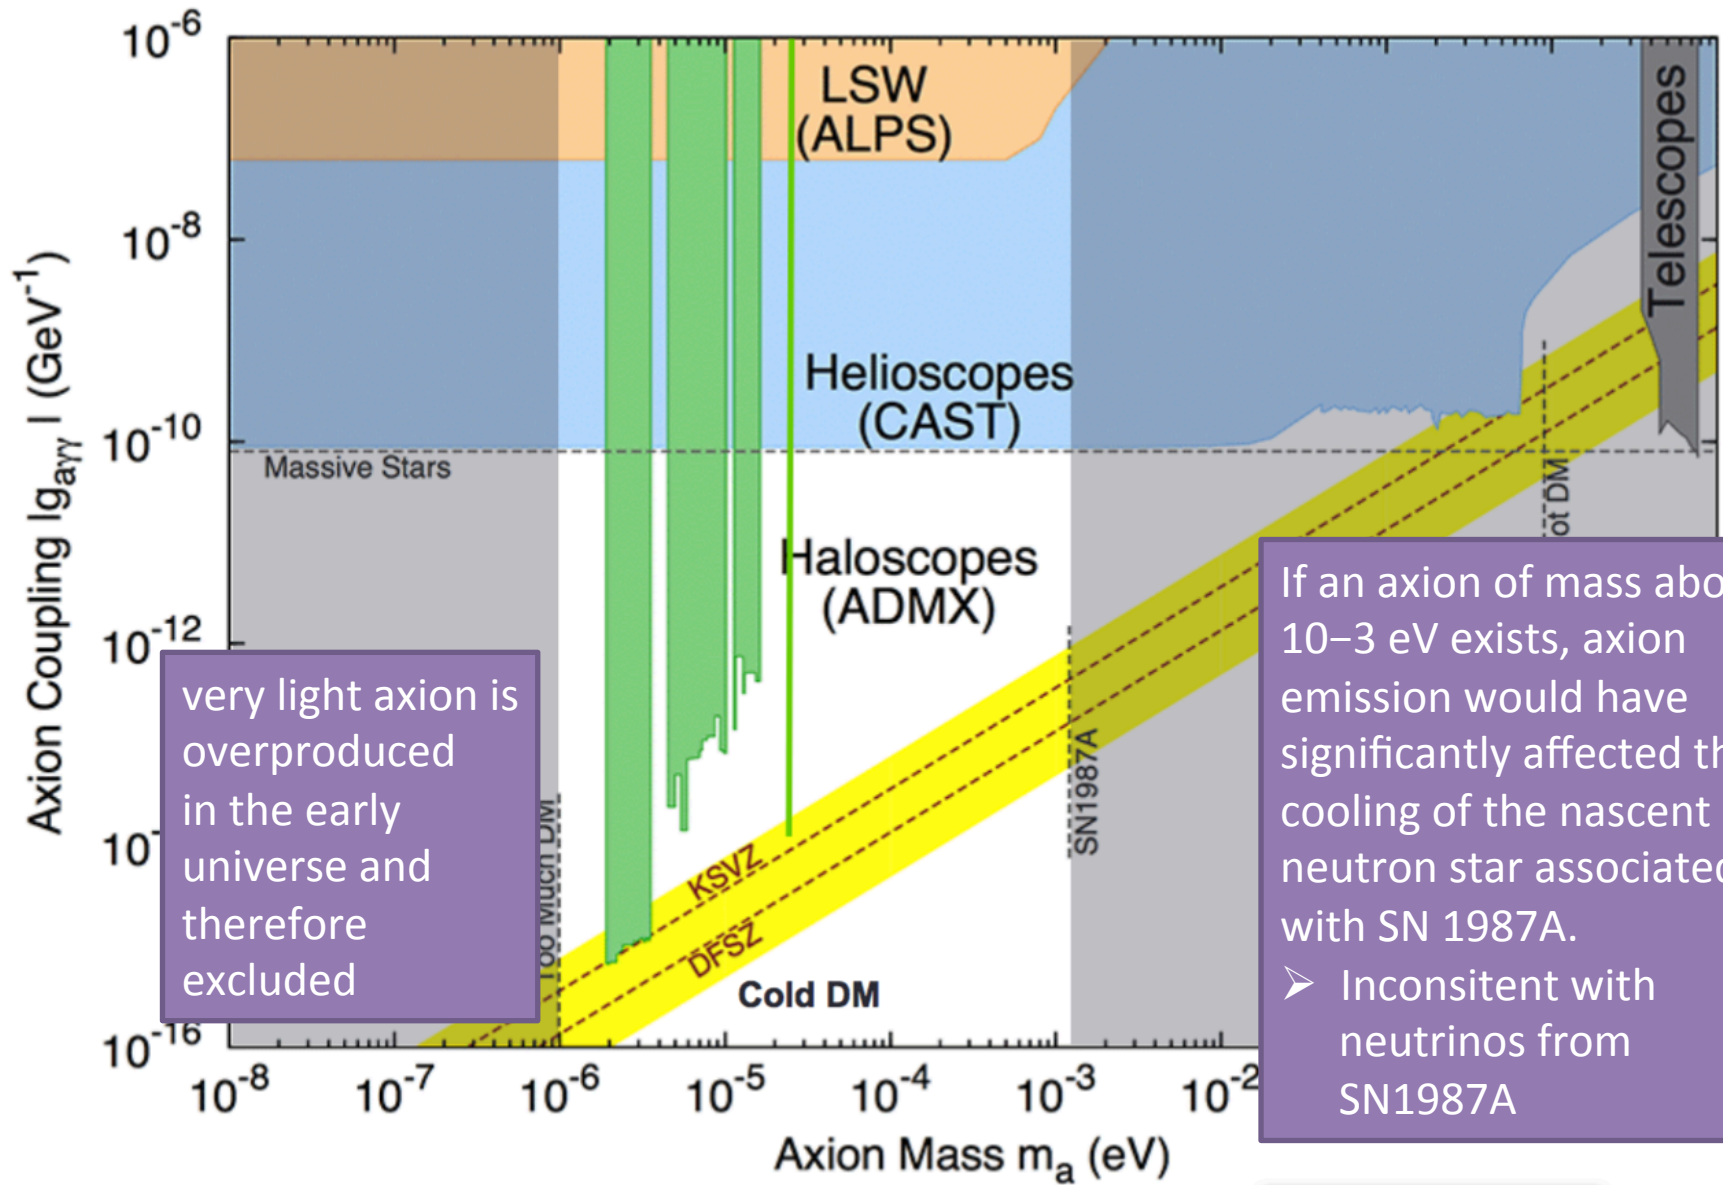 10-6
10-8
10-10
10-12
10-16
Axion Coupling Ig_aγγ I (GeV-1)
LSW
(ALPS)
Telescopes
Helioscopes
(CAST)
Massive Stars
Haloscopes
(ADMX)
very light axion is
overproduced
in the early
universe and
therefore
excluded
Too Much DM
KSVZ
DFSZ
Cold DM
SN1987A
ot DM
If an axion of mass abo
10−3 eV exists, axion
emission would have
significantly affected th
cooling of the nascent
neutron star associated
with SN 1987A.
➢ Inconsitent with
neutrinos from
SN1987A
10-8 10-7 10-6 10-5 10-4 10-3 10-2
Axion Mass m_a (eV)